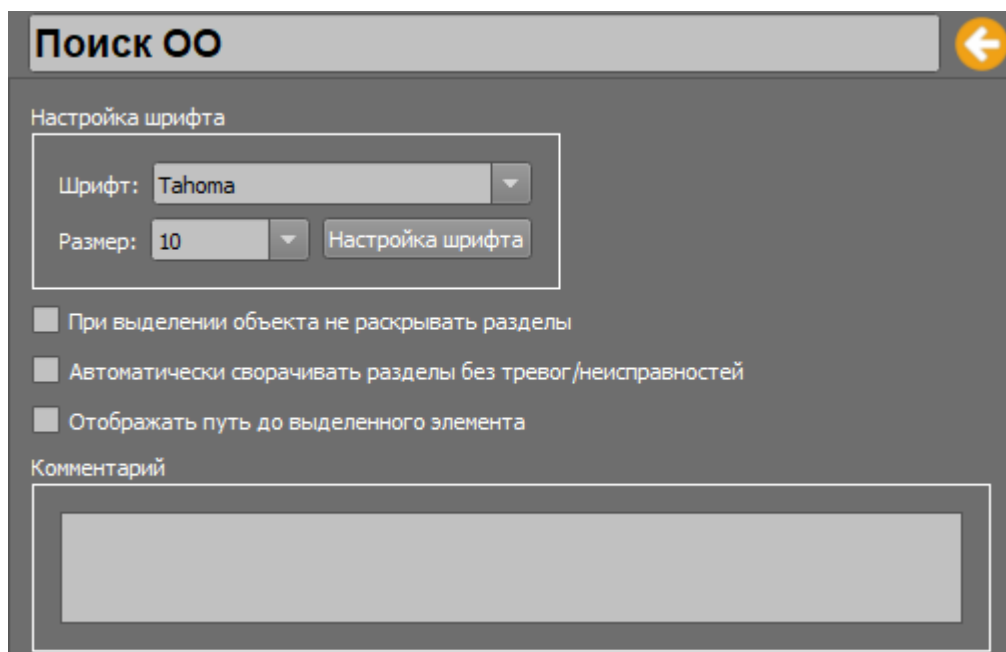 Поиск ОО
Настройка шрифта
Шрифт: Tahoma
Размер: 10 Настройка шрифта
При выделении объекта не раскрывать разделы
Автоматически сворачивать разделы без тревог/неисправностей
Отображать путь до выделенного элемента
Комментарий